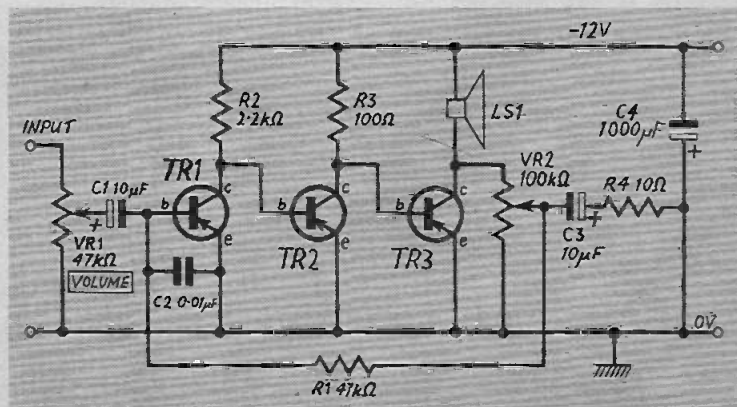 -12V
R2
2·2kΩ
R3
100Ω
LS1
C4
1000μF
+
INPUT
C1 10μF
TR1
VR2
100kΩ
R4 10Ω
c
b
e
c
b
e
c
b
e
+
VR1
47kΩ
VOLUME
TR2
TR3
+
C3
10μF
C2 0·01μF
0V
R1 47kΩ